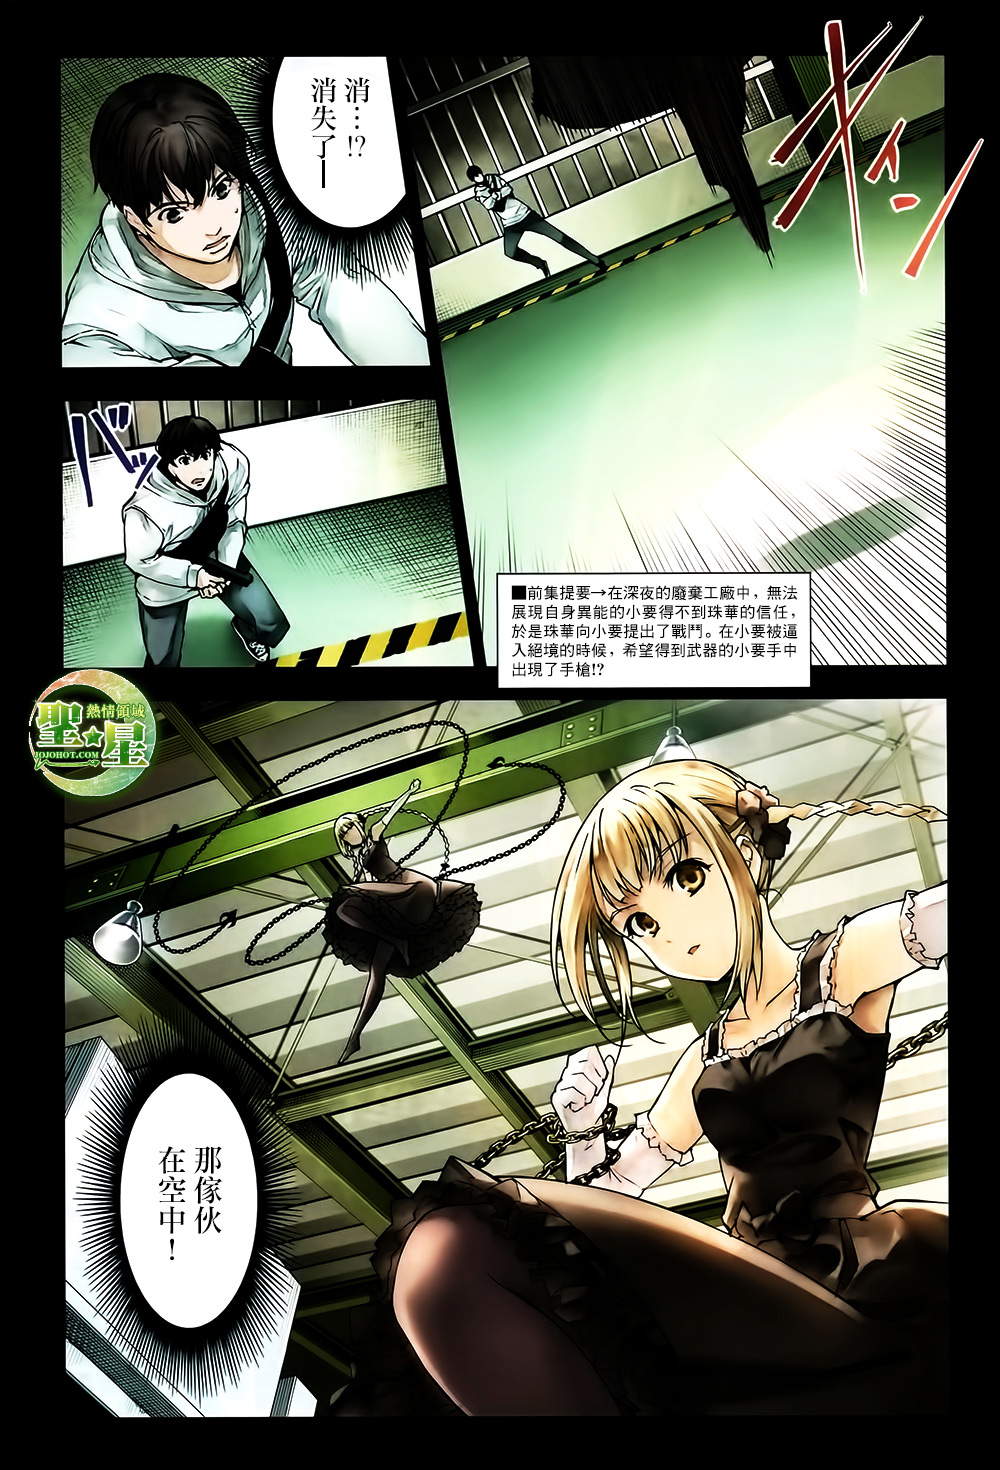 ギィン
消…!?
消失了—
バッ
■前集提要→在深夜的廢棄工廠中，無法
展現自身異能的小要得不到珠華的信任，
於是珠華向小要提出了戰鬥。在小要被逼
入絕境的時候，希望得到武器的小要手中
出現了手槍!?
熱情領域
聖★星
JOJOHOT.COM
那傢伙
在空中！